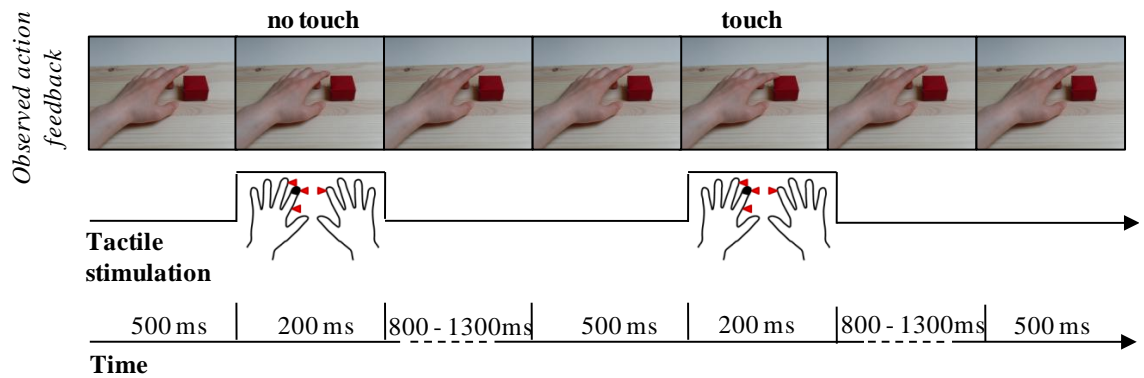 no touch
touch
Observed action
feedback
Tactile
stimulation
500 ms
200 ms
800 - 1300ms
500 ms
200 ms
800 - 1300ms
500 ms
Time